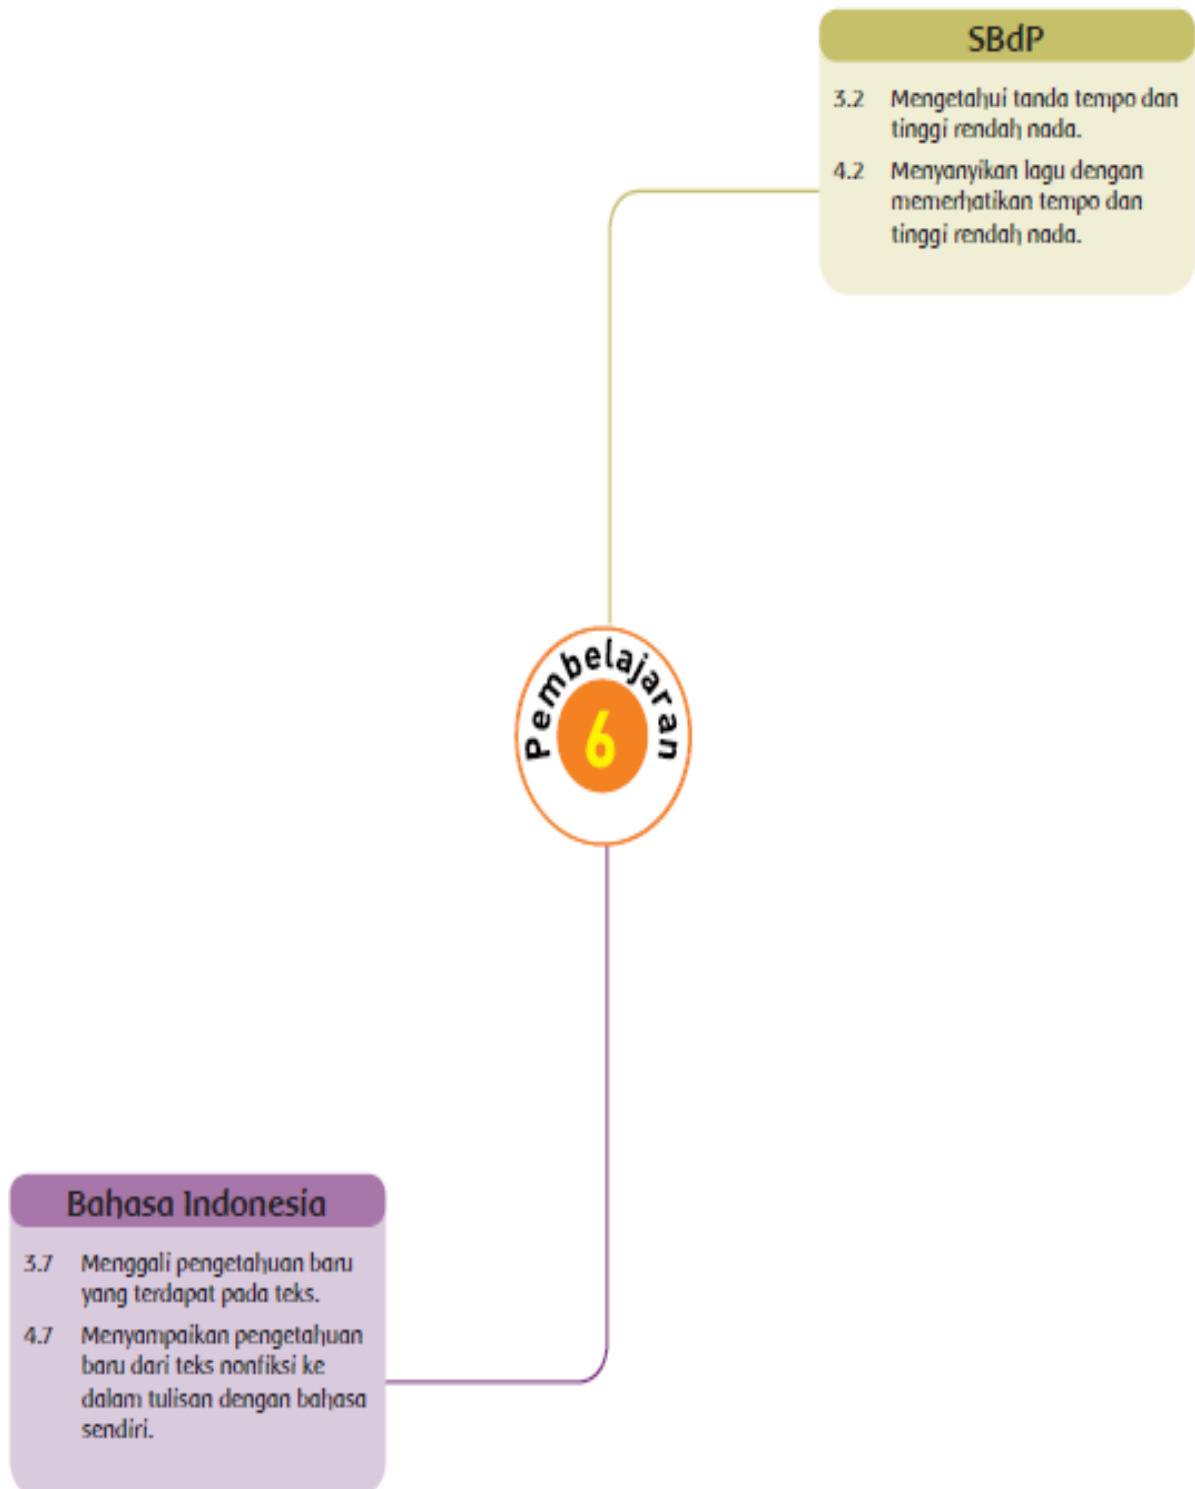 SBdP
3.2 Mengetahui tanda tempo dan
tinggi rendah nada.
4.2 Menyanyikan lagu dengan
memerhatikan tempo dan
tinggi rendah nada.
Pembelajaran
6
Bahasa Indonesia
3.7 Menggali pengetahuan baru
yang terdapat pada teks.
4.7 Menyampaikan pengetahuan
baru dari teks nonfiksi ke
dalam tulisan dengan bahasa
sendiri.